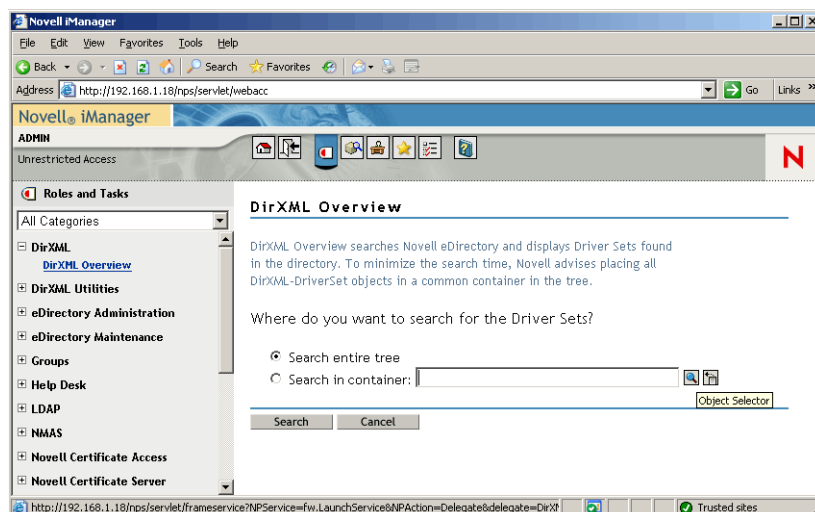 Novell iManager
File Edit View Favorites Tools Help
Back Search Favorites
Address http://192.168.1.18/nps/servlet/webacc Go Links »
Novell® iManager
ADMIN
Unrestricted Access
N
Roles and Tasks
All Categories
DirXML
DirXML Overview
DirXML Utilities
eDirectory Administration
eDirectory Maintenance
Groups
Help Desk
LDAP
NMAS
Novell Certificate Access
Novell Certificate Server
DirXML Overview
DirXML Overview searches Novell eDirectory and displays Driver Sets found
in the directory. To minimize the search time, Novell advises placing all
DirXML-DriverSet objects in a common container in the tree.
Where do you want to search for the Driver Sets?
Search entire tree
Search in container:
Object Selector
Search Cancel
http://192.168.1.18/nps/servlet/frameservice?NPService=fw.LaunchService&NPAction=Delegate&delegate=DirX Trusted sites